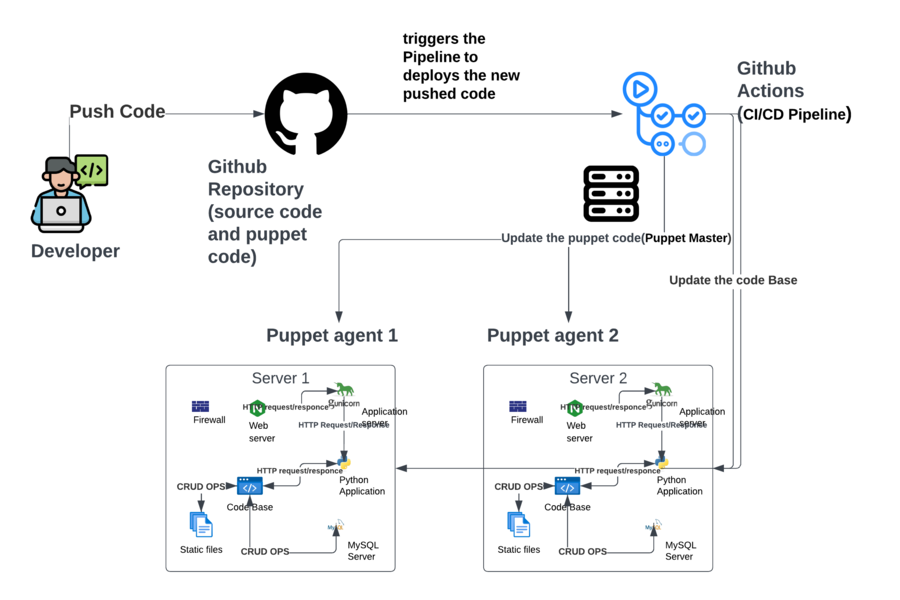 triggers the
Pipeline to
deploys the new
pushed code
Github
Actions
(CI/CD Pipeline)
Push Code
Github
Repository
(source code
and puppet
code)
Developer
Update the puppet code(Puppet Master)
Update the code Base
Puppet agent 1
Puppet agent 2
Server 1
Firewall
Web
server
HTTP request/responce
gunicorn
Application
server
HTTP Request/Responce
HTTP request/responce
Python
Application
CRUD OPS
Code Base
Static files
CRUD OPS
MySQL
MySQL
Server
Server 2
Firewall
Web
server
HTTP request/responce
gunicorn
Application
server
HTTP Request/Responce
HTTP request/responce
Python
Application
CRUD OPS
Code Base
Static files
CRUD OPS
MySQL
MySQL
Server